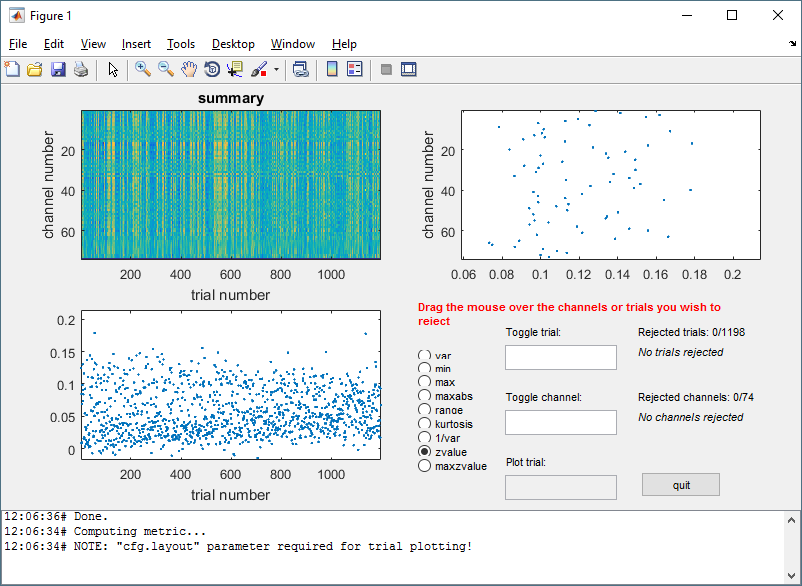 Figure 1
File Edit View Insert Tools Desktop Window Help
summary
channel number
20
40
60
200 400 600 800 1000
trial number
channel number
20
40
60
0.06 0.08 0.1 0.12 0.14 0.16 0.18 0.2
0.2
0.15
0.1
0.05
0
200 400 600 800 1000
trial number
Drag the mouse over the channels or trials you wish to
reject
var
min
max
maxabs
range
kurtosis
1/var
zvalue
maxzvalue
Toggle trial:
Toggle channel:
Plot trial:
Rejected trials: 0/1198
No trials rejected
Rejected channels: 0/74
No channels rejected
quit
12:06:36# Done.
12:06:34# Computing metric...
12:06:34# NOTE: "cfg.layout" parameter required for trial plotting!